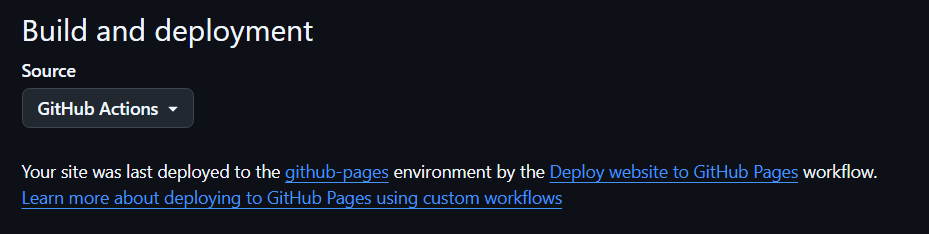 Build and deployment
Source
GitHub Actions
Your site was last deployed to the github-pages environment by the Deploy website to GitHub Pages workflow.
Learn more about deploying to GitHub Pages using custom workflows